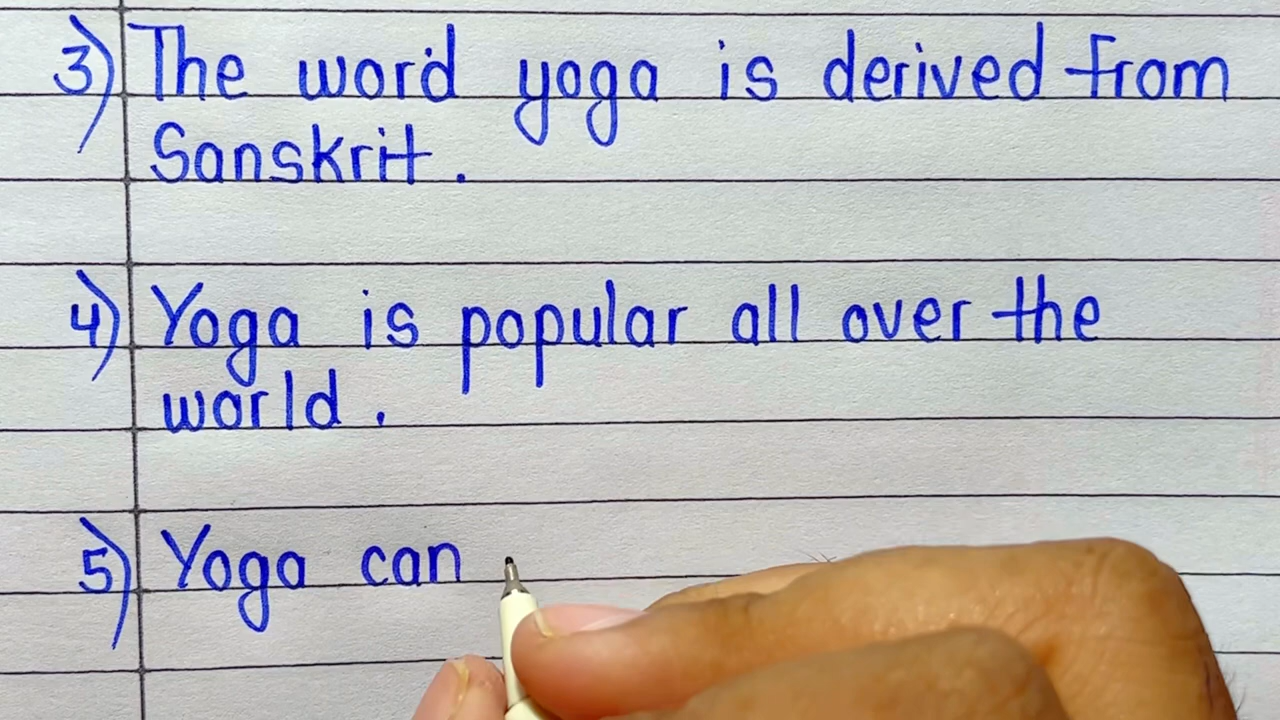 3) The word yoga is derived from
Sanskrit.
4) Yoga is popular all over the
world.
5) Yoga can